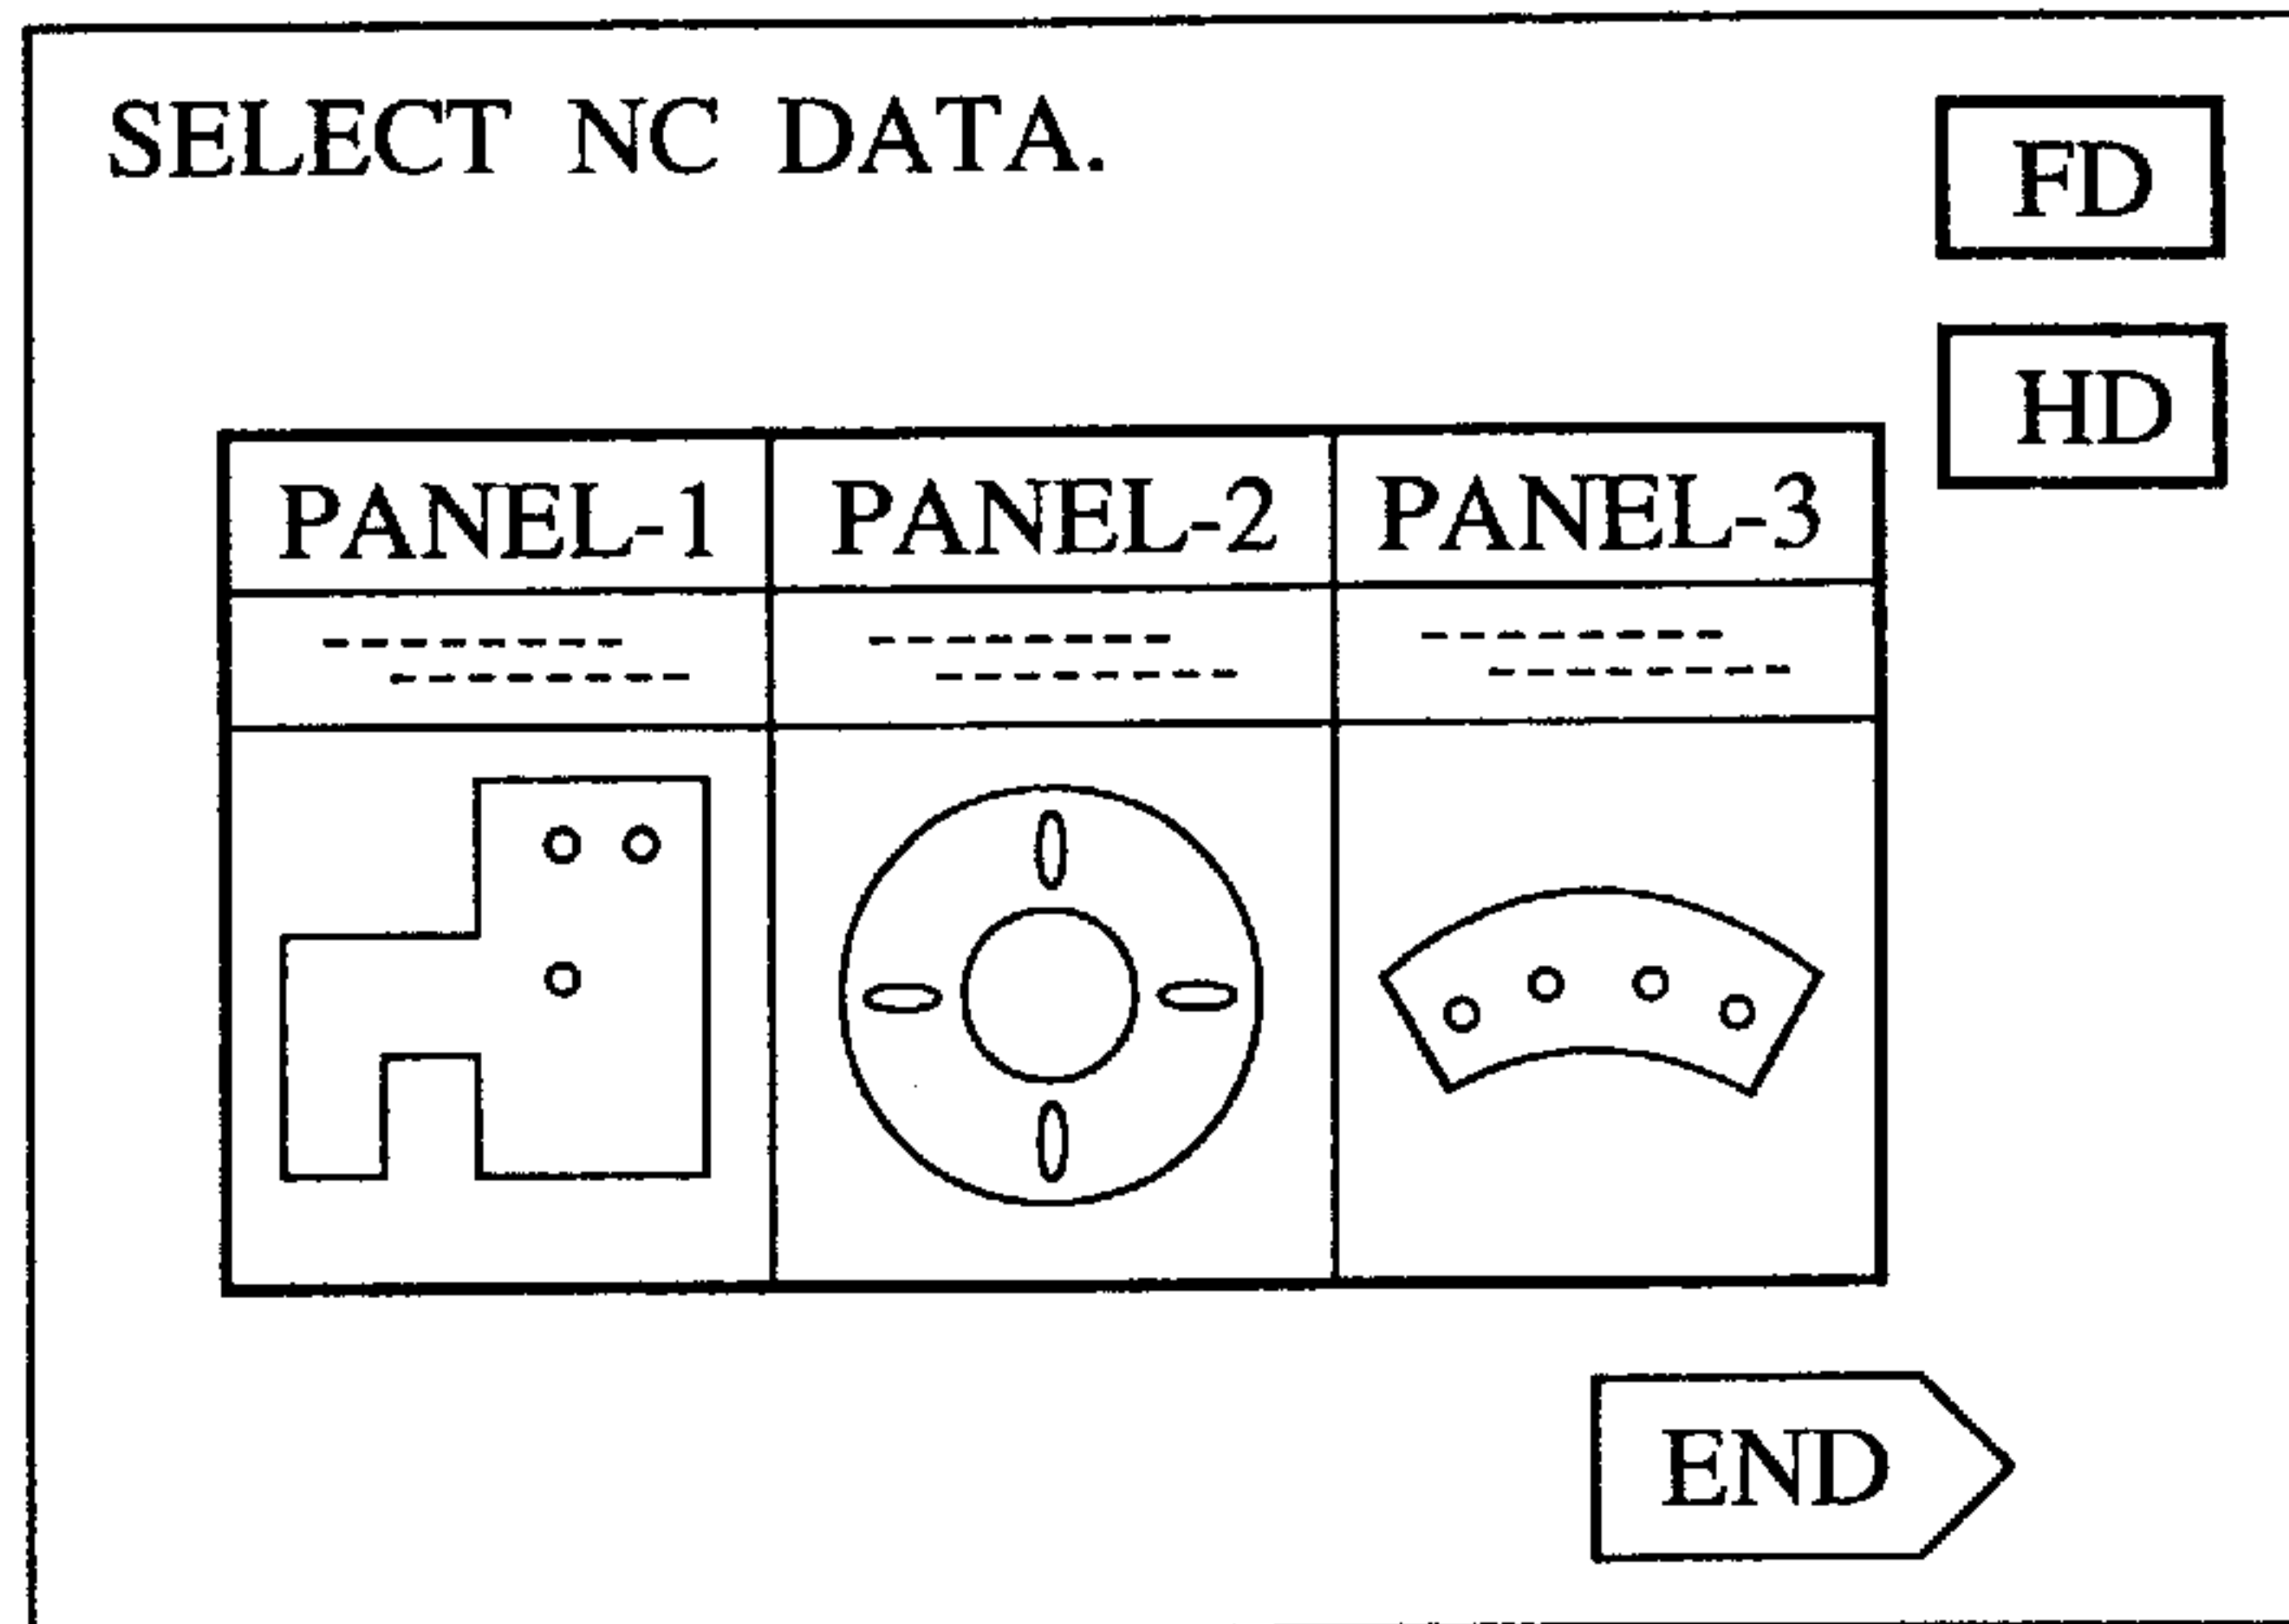 SELECT NC DATA.
FD
HD
PANEL-1 PANEL-2 PANEL-3
END